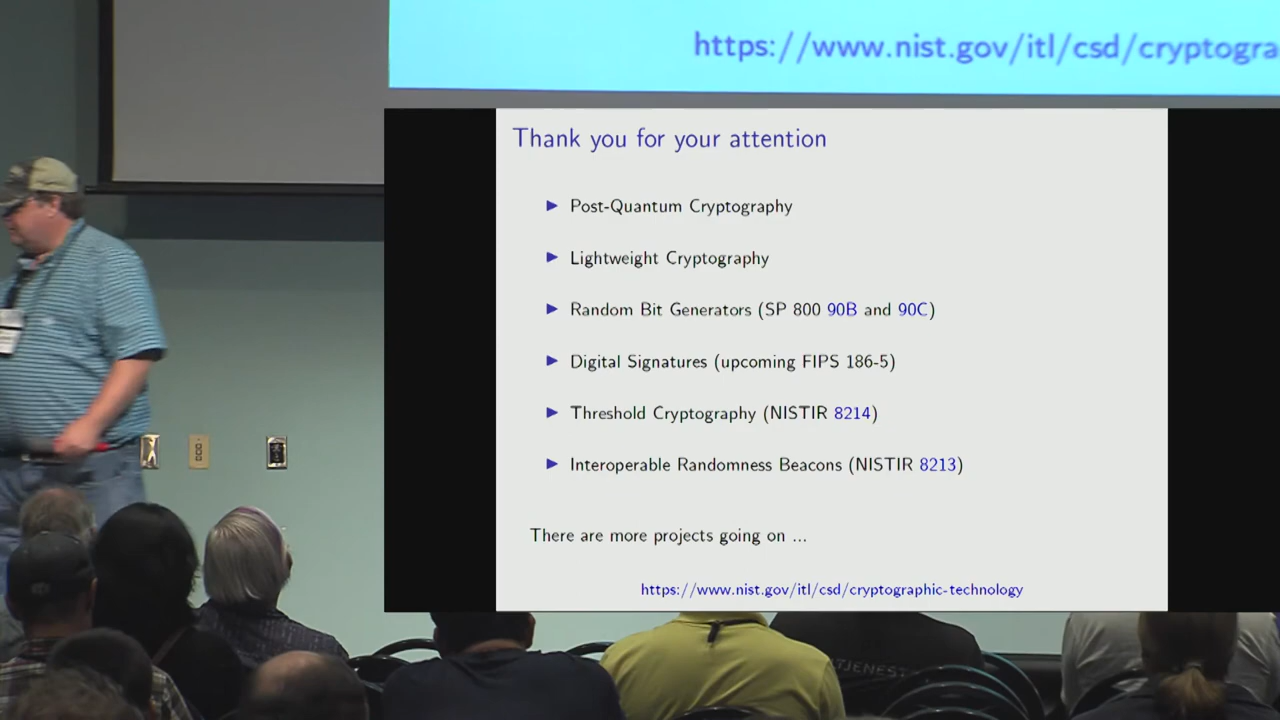 https://www.nist.gov/itl/csd/cryptogra
Thank you for your attention
▶ Post-Quantum Cryptography
▶ Lightweight Cryptography
▶ Random Bit Generators (SP 800 90B and 90C)
▶ Digital Signatures (upcoming FIPS 186-5)
▶ Threshold Cryptography (NISTIR 8214)
▶ Interoperable Randomness Beacons (NISTIR 8213)
There are more projects going on ...
https://www.nist.gov/itl/csd/cryptographic-technology